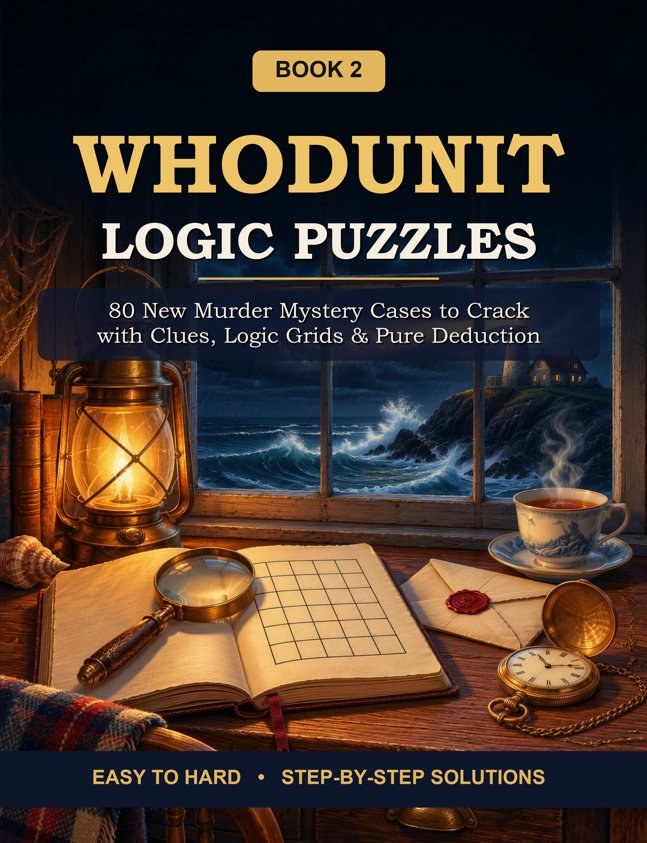 BOOK 2
WHODUNIT
LOGIC PUZZLES
80 New Murder Mystery Cases to Crack
with Clues, Logic Grids & Pure Deduction
EASY TO HARD • STEP-BY-STEP SOLUTIONS